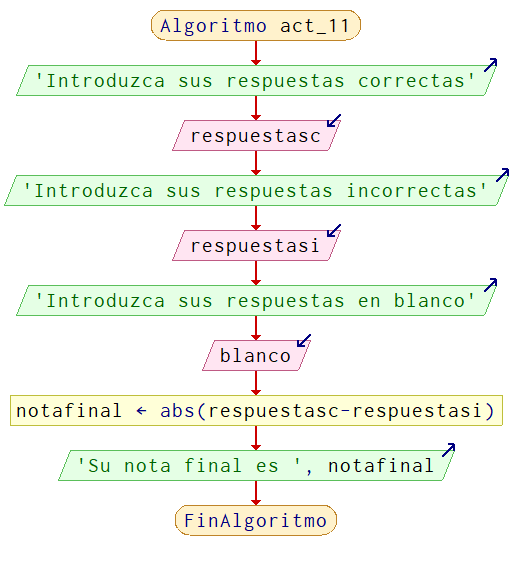 Algoritmo act_11
'Introduzca sus respuestas correctas'
respuestasc
'Introduzca sus respuestas incorrectas'
respuestasi
'Introduzca sus respuestas en blanco'
blanco
notafinal ← abs(respuestasc-respuestasi)
'Su nota final es ', notafinal
FinAlgoritmo